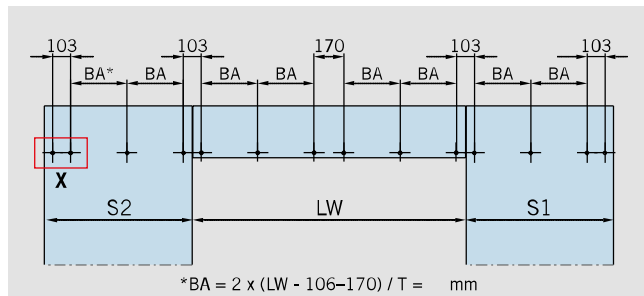 103 103 170 103 103
BA* BA BA BA BA BA BA BA
X
S2 LW S1
*BA = 2 x (LW - 106–170) / T = mm